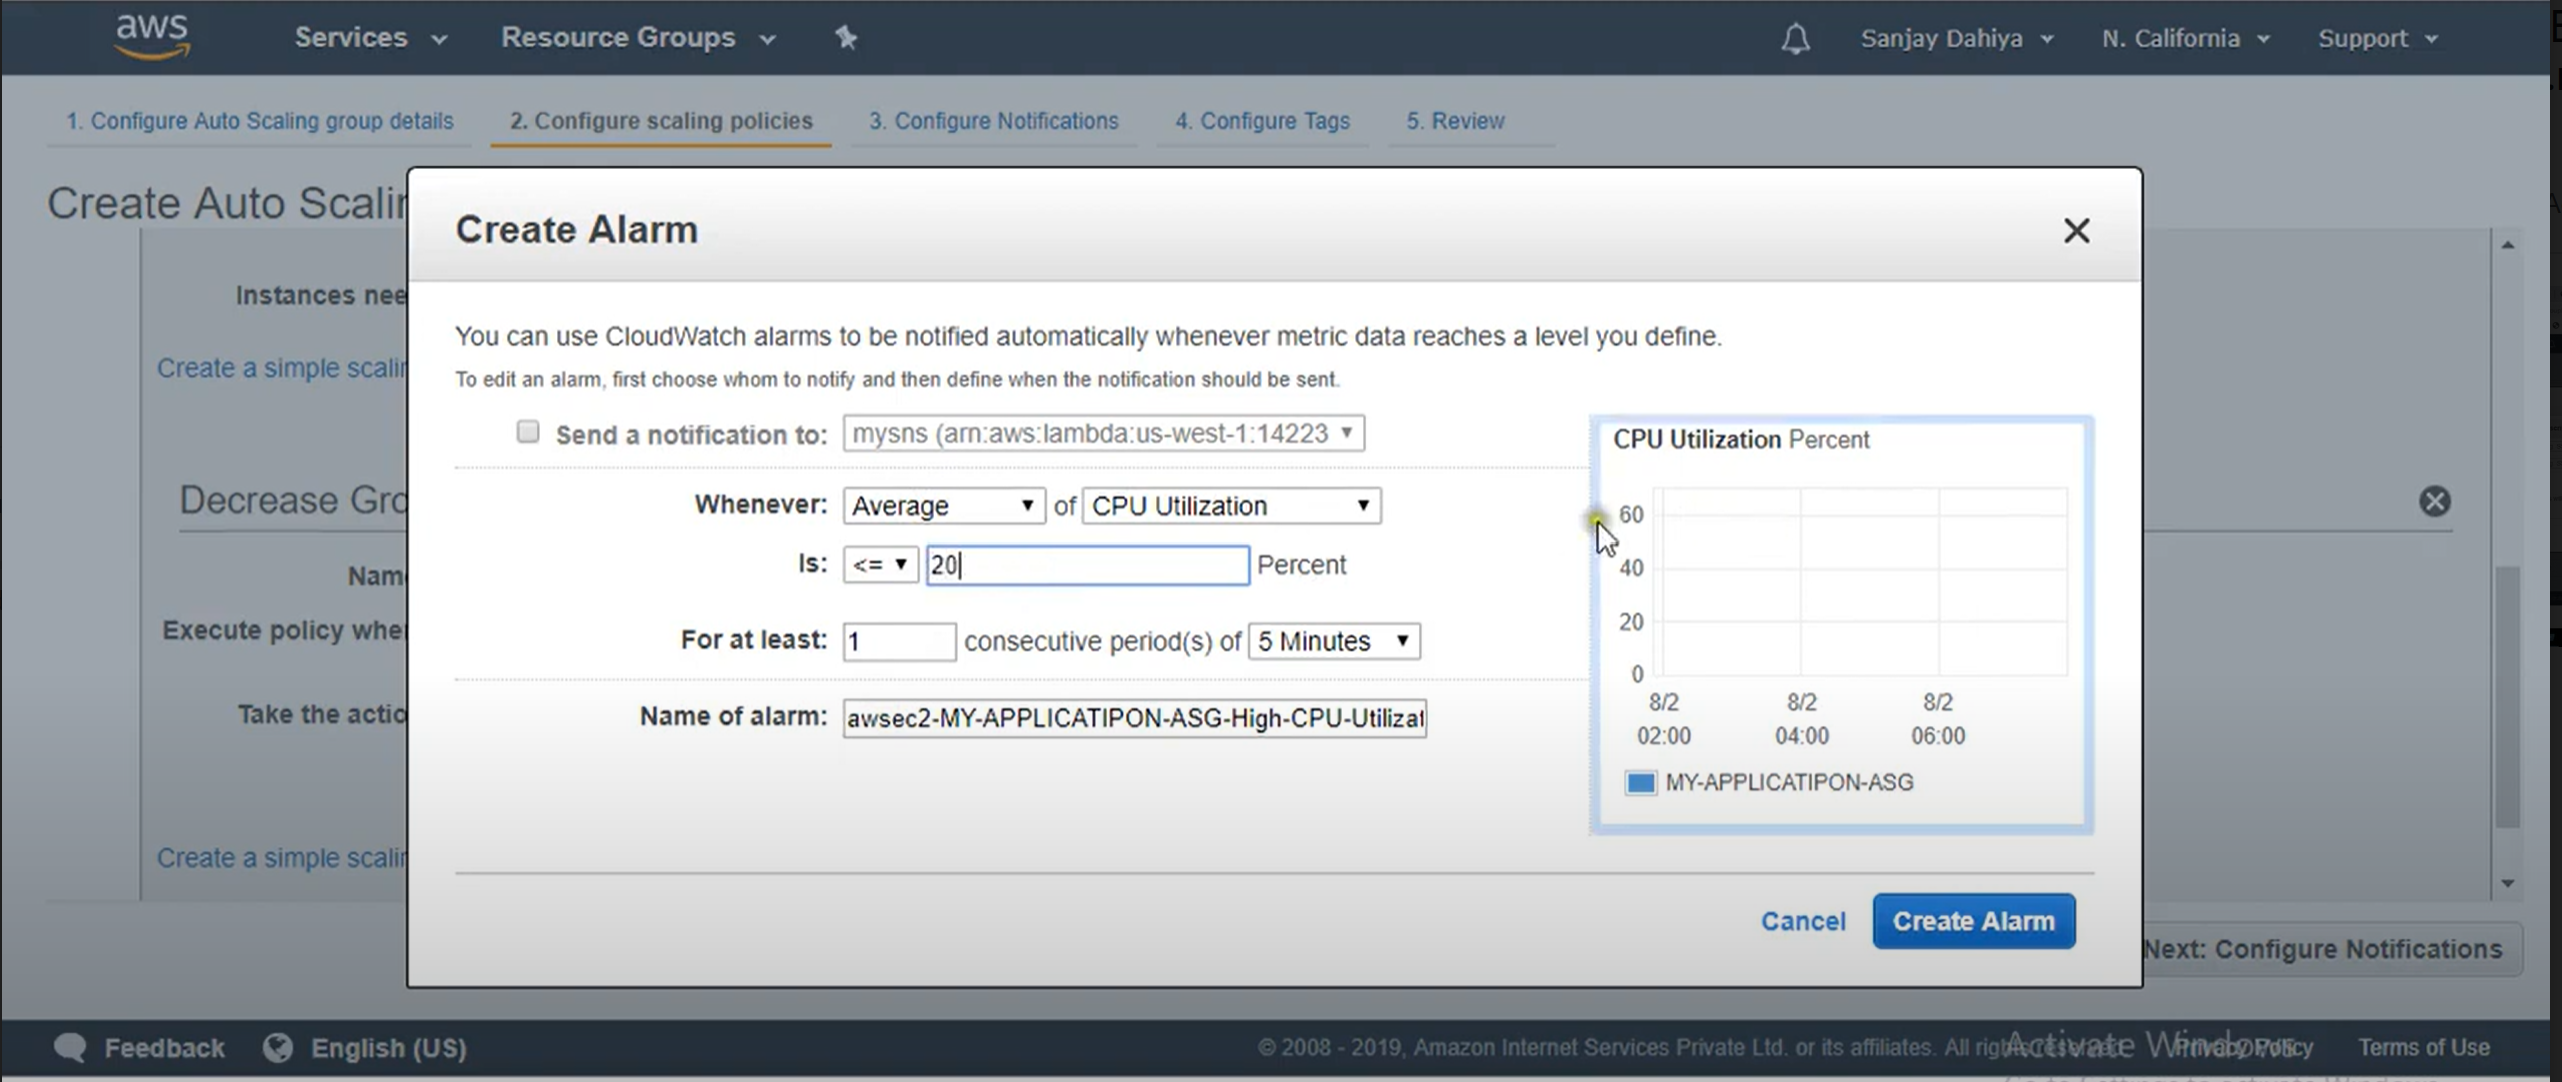 aws Services Resource Groups Sanjay Dahiya N. California Support
1. Configure Auto Scaling group details 2. Configure scaling policies 3. Configure Notifications 4. Configure Tags 5. Review
Create Auto Scalin
Instances nee
Create a simple scalin
Decrease Gro
Name
Execute policy whe
Take the actio
Create a simple scalin
Create Alarm
You can use CloudWatch alarms to be notified automatically whenever metric data reaches a level you define.
To edit an alarm, first choose whom to notify and then define when the notification should be sent.
Send a notification to: mysns (arn:aws:lambda:us-west-1:14223
Whenever: Average of CPU Utilization
Is: <= 20 Percent
For at least: 1 consecutive period(s) of 5 Minutes
Name of alarm: awsec2-MY-APPLICATIPON-ASG-High-CPU-Utilizat
CPU Utilization Percent
60
40
20
0
8/2 8/2 8/2
02:00 04:00 06:00
MY-APPLICATIPON-ASG
Cancel Create Alarm
Next: Configure Notifications
Feedback English (US) © 2008 - 2019, Amazon Internet Services Private Ltd. or its affiliates. All rights reserved. Privacy Policy Terms of Use
Activate Windows